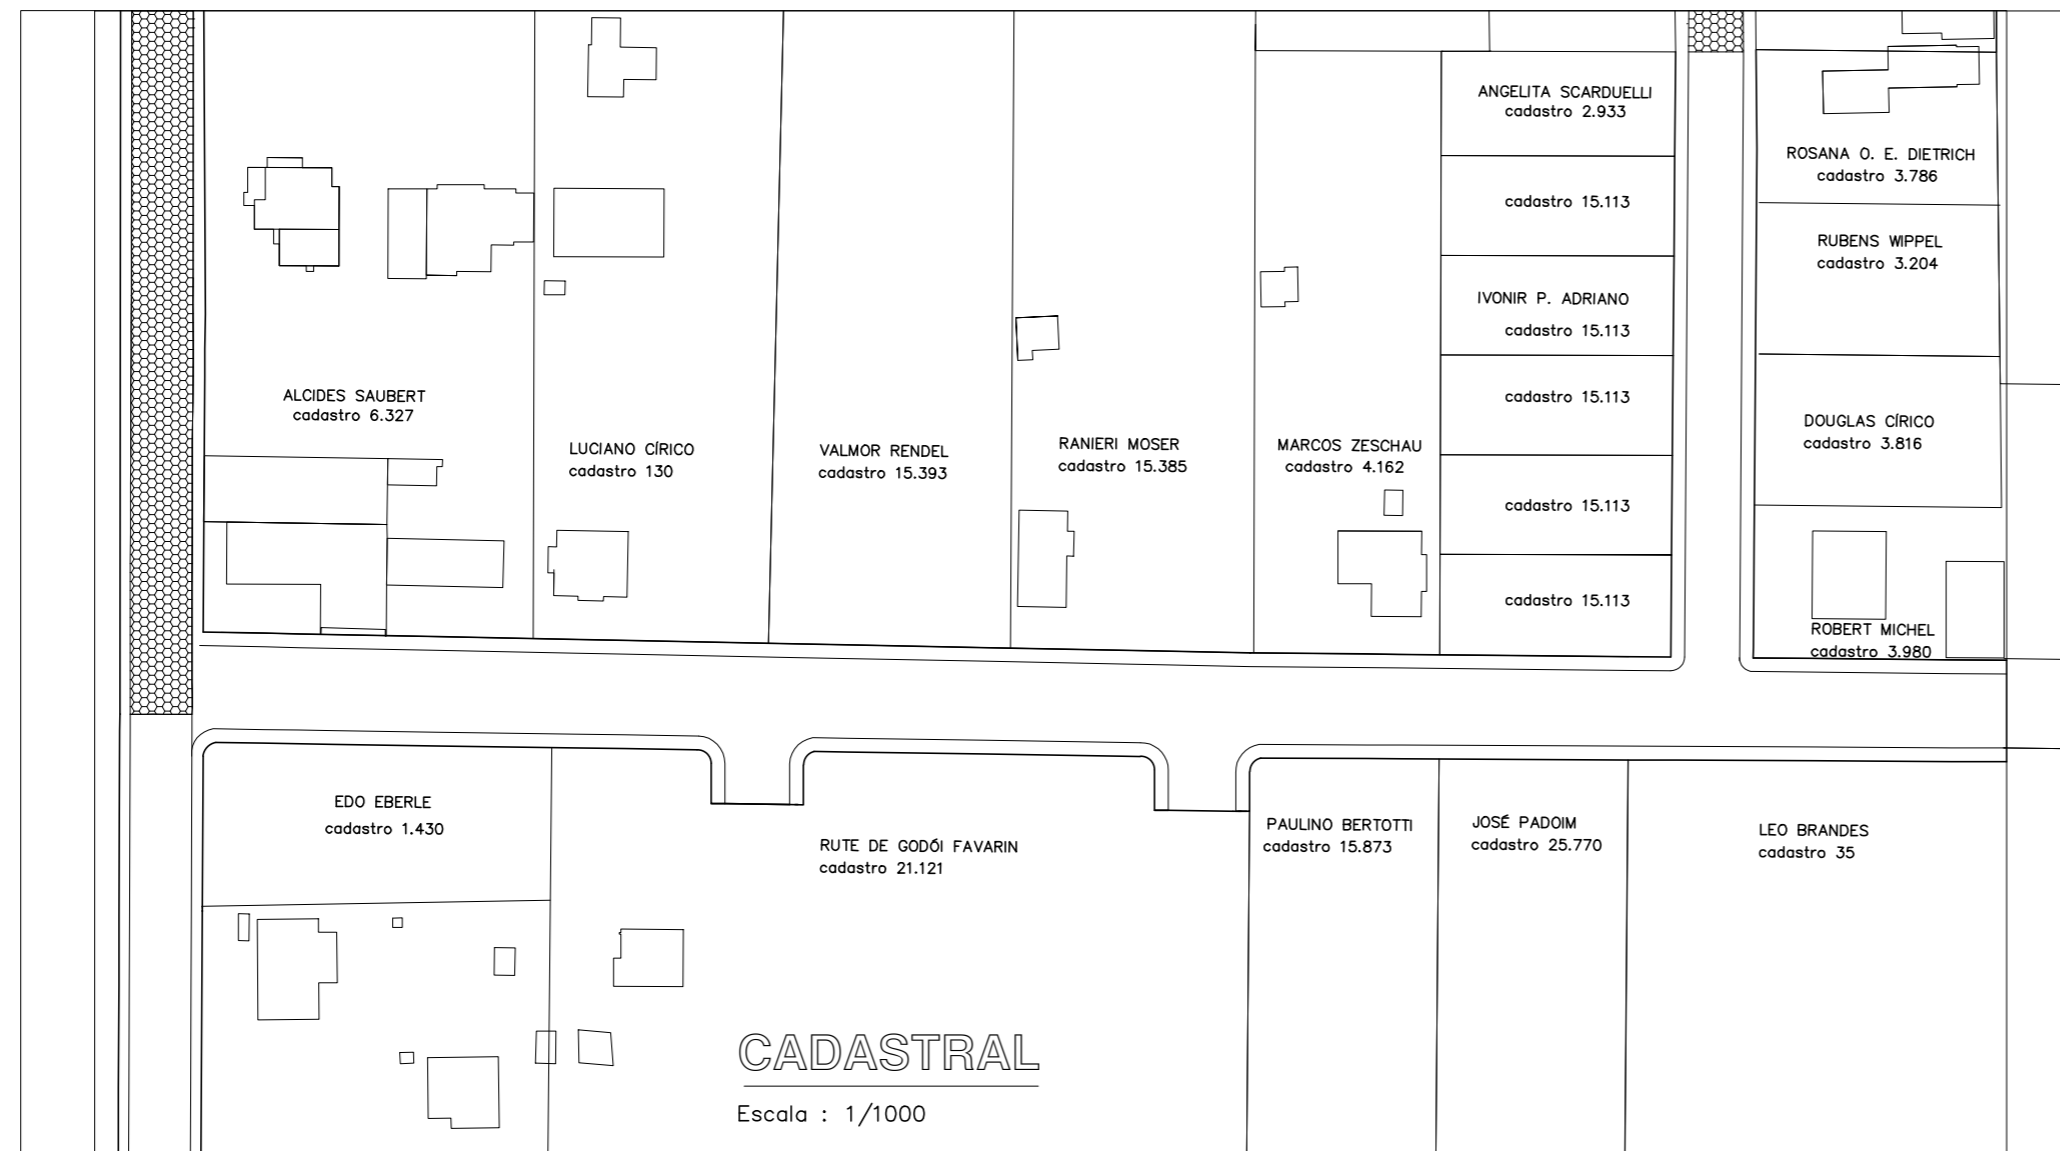 ANGELITA SCARDUELLI
cadastro 2.933
cadastro 15.113
IVONIR P. ADRIANO
cadastro 15.113
cadastro 15.113
cadastro 15.113
cadastro 15.113
ROSANA O. E. DIETRICH
cadastro 3.786
RUBENS WIPPEL
cadastro 3.204
DOUGLAS CÍRICO
cadastro 3.816
ROBERT MICHEL
cadastro 3.980
ALCIDES SAUBERT
cadastro 6.327
LUCIANO CÍRICO
cadastro 130
VALMOR RENDEL
cadastro 15.393
RANIERI MOSER
cadastro 15.385
MARCOS ZESCHAU
cadastro 4.162
EDO EBERLE
cadastro 1.430
RUTE DE GODÓI FAVARIN
cadastro 21.121
PAULINO BERTOTTI
cadastro 15.873
JOSÉ PADOIM
cadastro 25.770
LEO BRANDES
cadastro 35
CADASTRAL
Escala : 1/1000